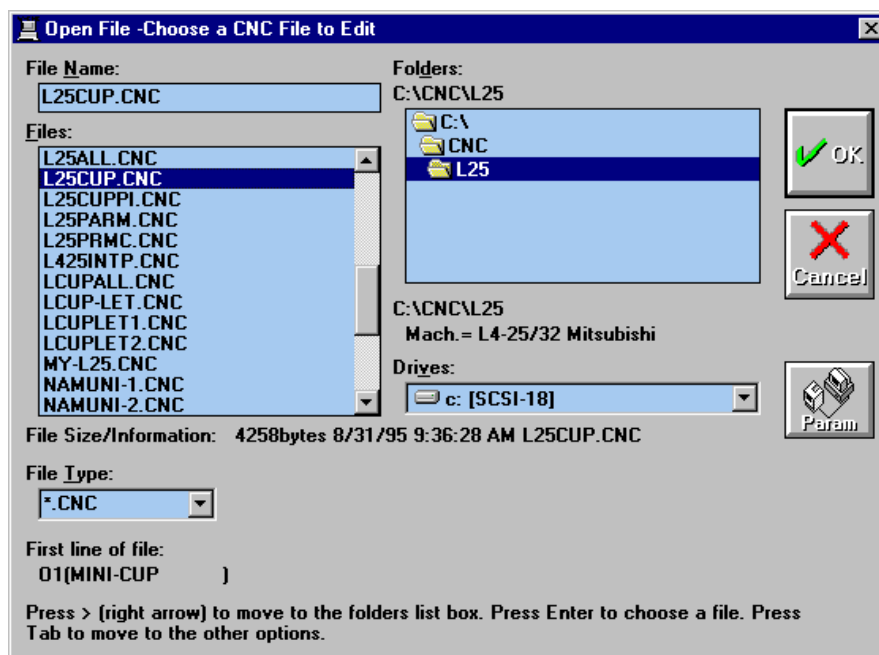 Open File -Choose a CNC File to Edit
File Name:
L25CUP.CNC
Files:
L25ALL.CNC
L25CUP.CNC
L25CUPPI.CNC
L25PARM.CNC
L25PRMC.CNC
L425INTP.CNC
LCUPALL.CNC
LCUP-LET.CNC
LCUPLET1.CNC
LCUPLET2.CNC
MY-L25.CNC
NAMUNI-1.CNC
NAMUNI-2.CNC
Folders:
C:\CNC\L25
C:\
CNC
L25
C:\CNC\L25
Mach.= L4-25/32 Mitsubishi
Drives:
c: [SCSI-18]
OK
Cancel
Param
File Size/Information: 4258bytes 8/31/95 9:36:28 AM L25CUP.CNC
File Type:
*.CNC
First line of file:
O1(MINI-CUP )
Press > (right arrow) to move to the folders list box. Press Enter to choose a file. Press
Tab to move to the other options.